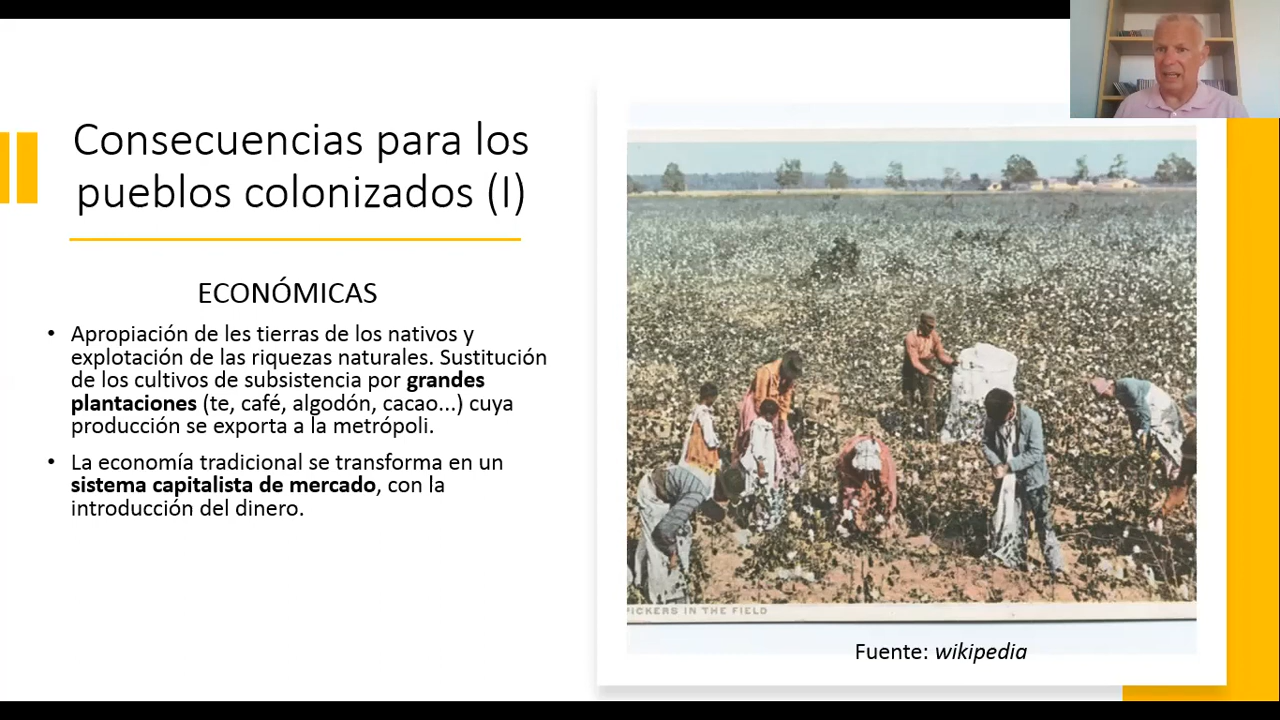 Consecuencias para los
pueblos colonizados (I)
ECONÓMICAS
• Apropiación de les tierras de los nativos y
explotación de las riquezas naturales. Sustitución
de los cultivos de subsistencia por grandes
plantaciones (te, café, algodón, cacao...) cuya
producción se exporta a la metrópoli.
• La economía tradicional se transforma en un
sistema capitalista de mercado, con la
introducción del dinero.
PICKERS IN THE FIELD
Fuente: wikipedia